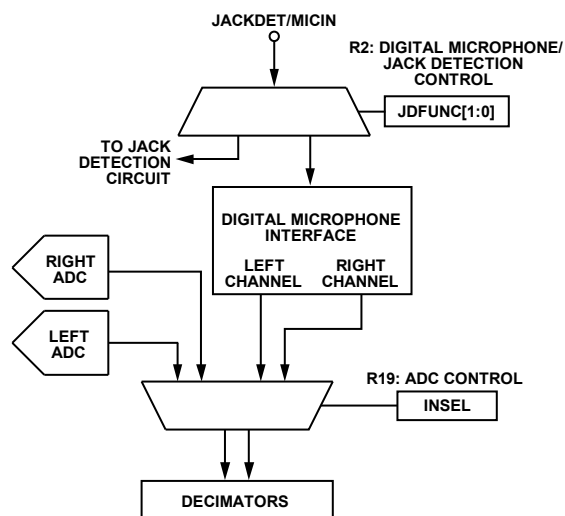 JACKDET/MICIN
R2: DIGITAL MICROPHONE/
JACK DETECTION
CONTROL
JDFUNC[1:0]
TO JACK
DETECTION
CIRCUIT
DIGITAL MICROPHONE
INTERFACE
LEFT
CHANNEL
RIGHT
CHANNEL
RIGHT
ADC
LEFT
ADC
R19: ADC CONTROL
INSEL
DECIMATORS